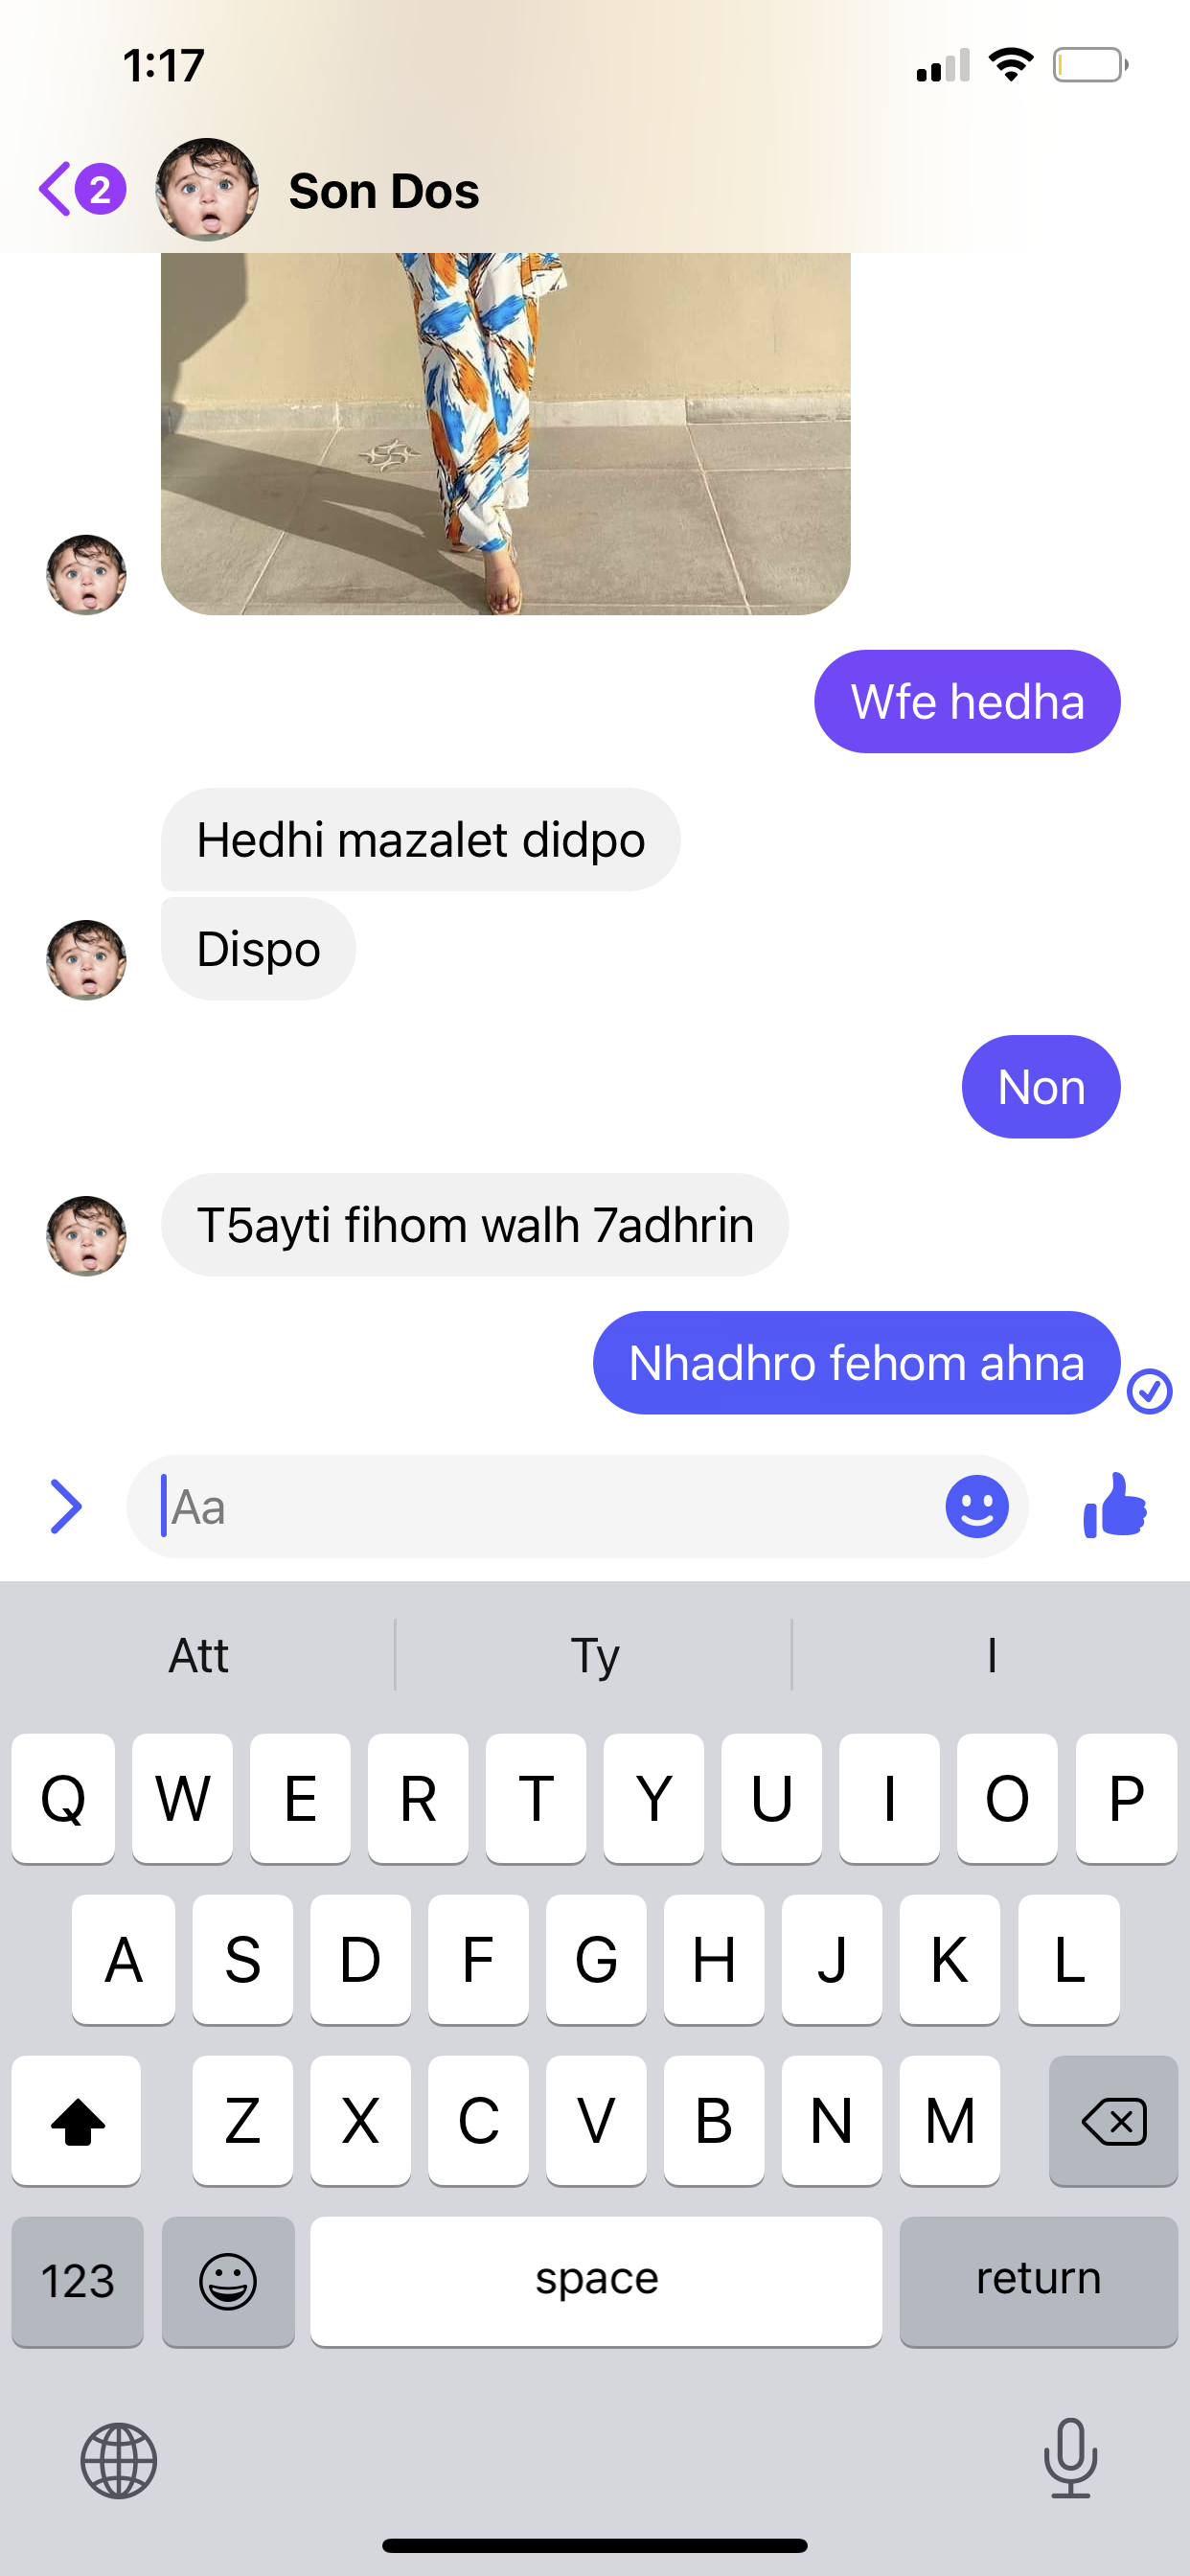 1:17
2
Son Dos
Wfe hedha
Hedhi mazalet didpo
Dispo
Non
T5ayti fihom walh 7adhrin
Nhadhro fehom ahna
Aa
Att Ty I
Q W E R T Y U I O P
A S D F G H J K L
Z X C V B N M
123 space return